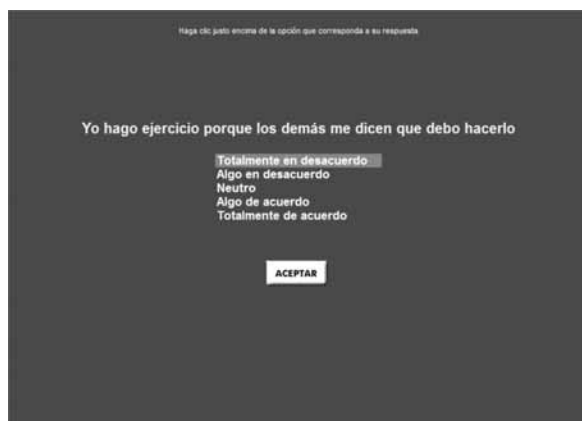 Haga clic justo encima de la opción que corresponda a su respuesta
Yo hago ejercicio porque los demás me dicen que debo hacerlo
Totalmente en desacuerdo
Algo en desacuerdo
Neutro
Algo de acuerdo
Totalmente de acuerdo
ACEPTAR